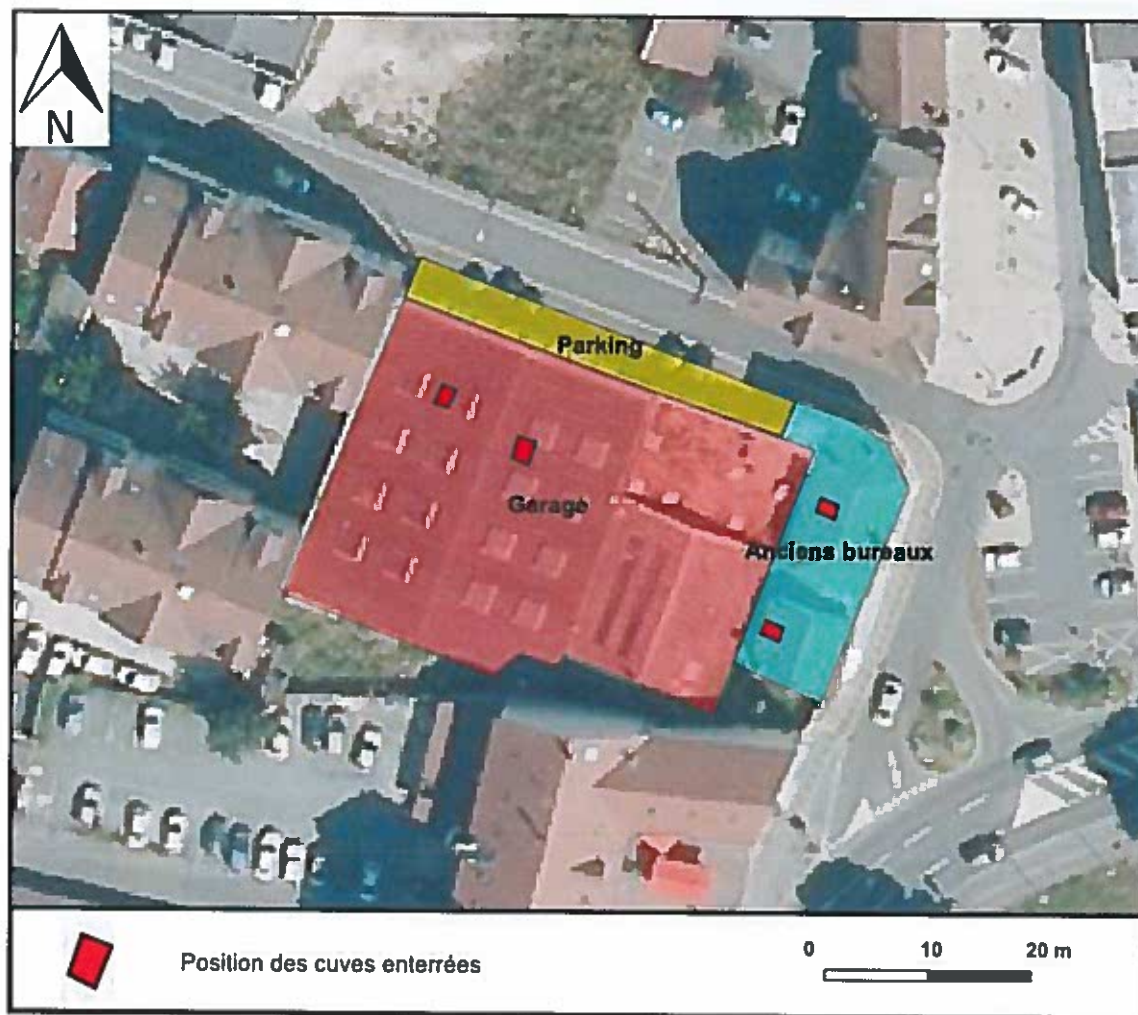 N
Parking
Garage
Anciens bureaux
Position des cuves enterrées
0 10 20 m